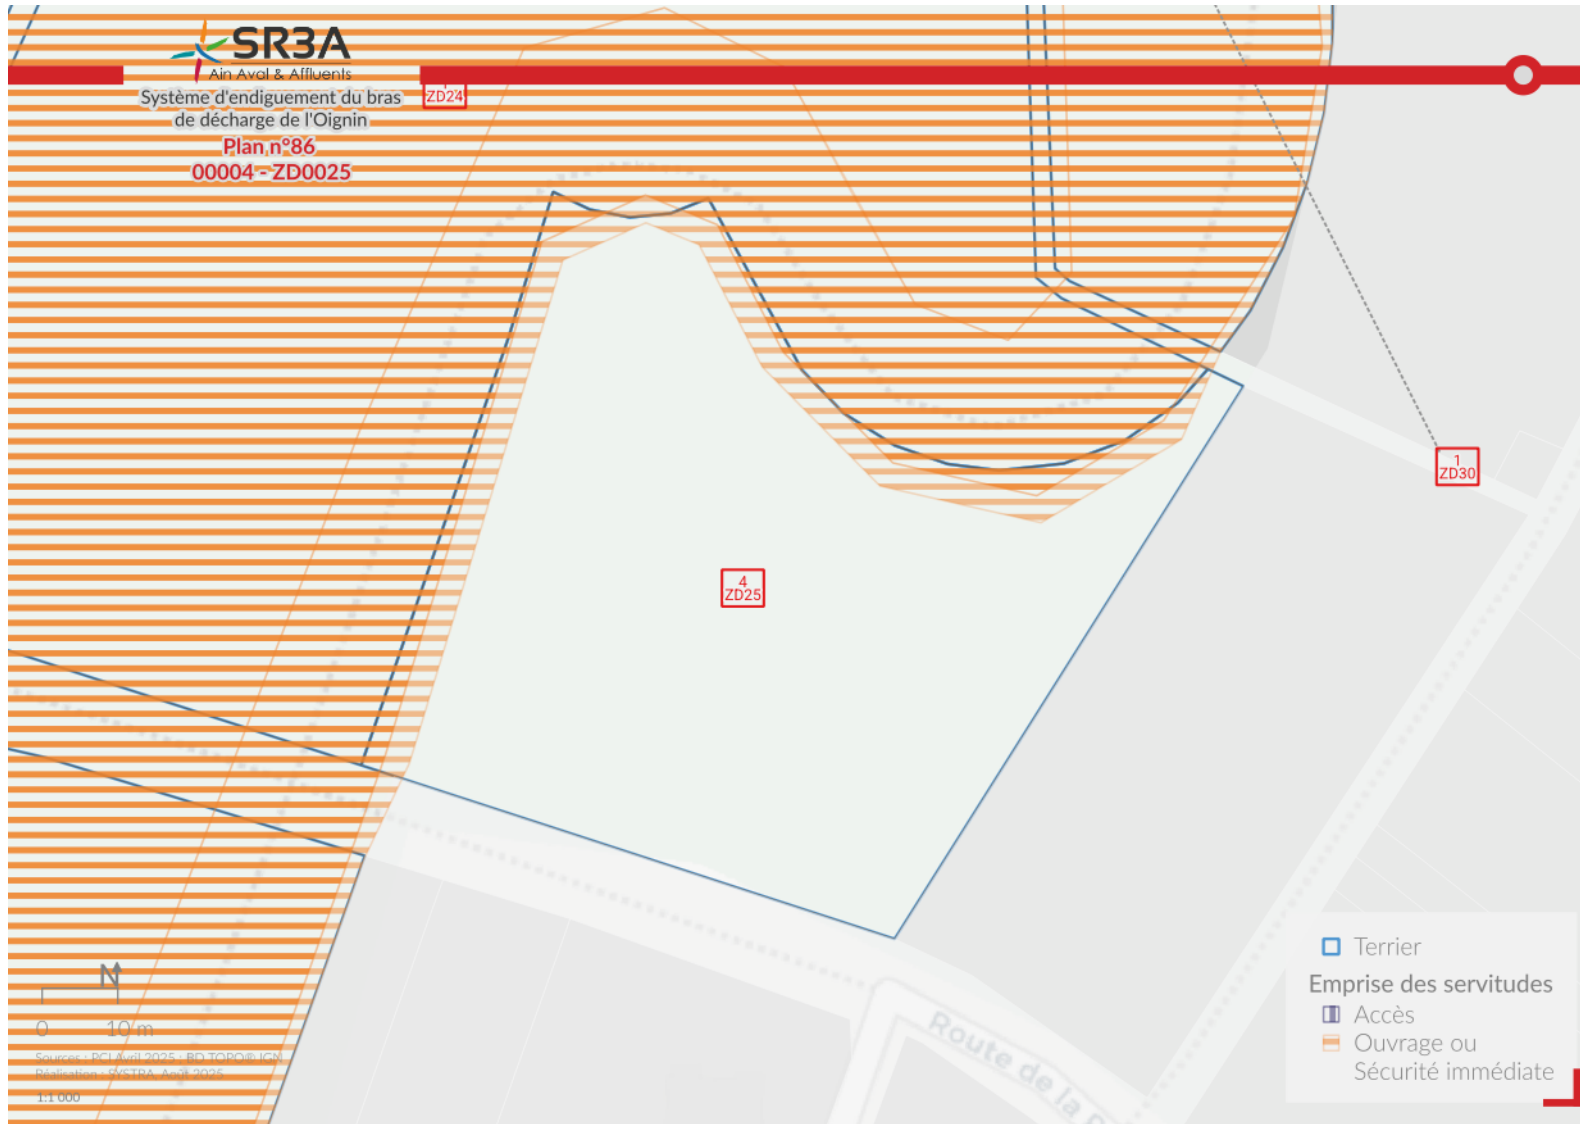 SR3A
Ain Aval & Affluents
Système d'endiguement du bras
de décharge de l'Oignin
Plan n°86
00004 - ZD0025
ZD24
1
ZD30
4
ZD25
N
0 10 m
Sources : PCI Avril 2025 ; BD TOPO® IGN
Réalisation : SYSTRA, Août 2025
1:1 000
Route de la
Terrier
Emprise des servitudes
Accès
Ouvrage ou
Sécurité immédiate